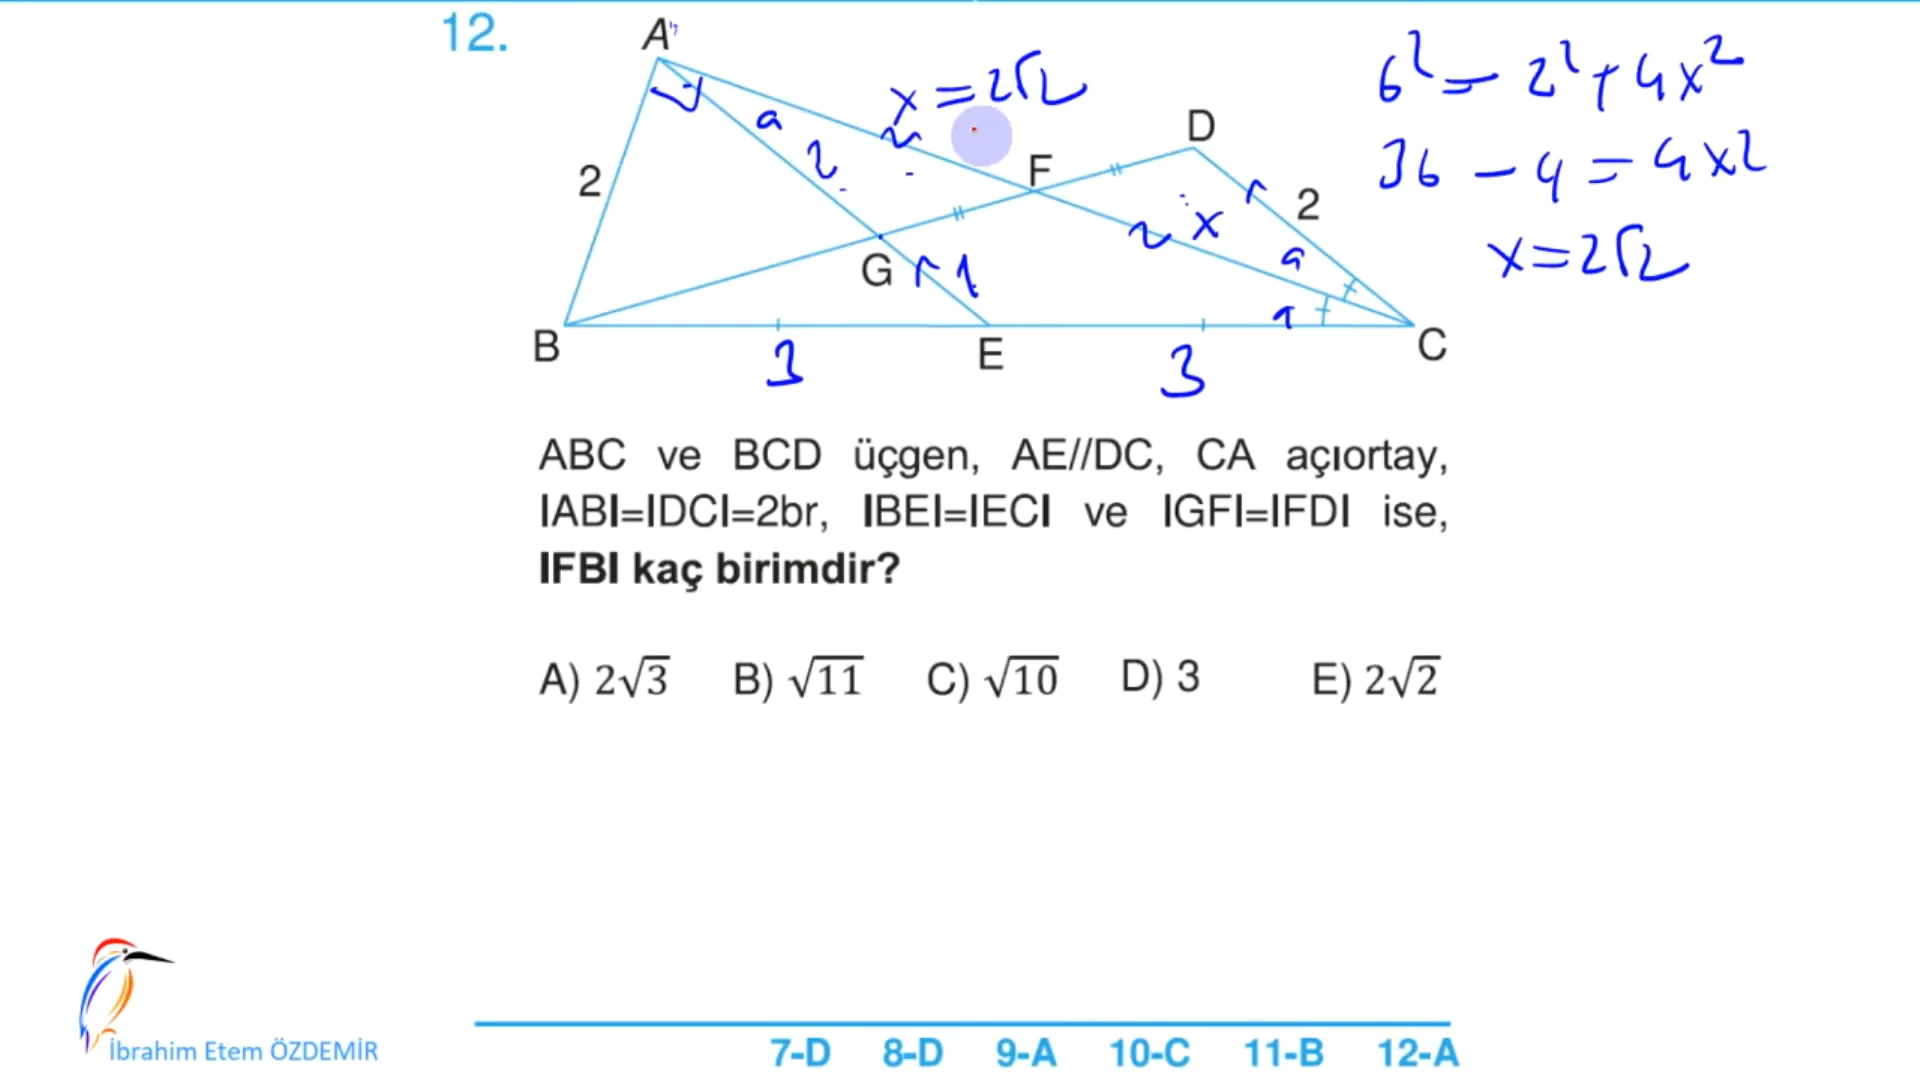 12.
A
x = 2√2
6² = 2² + 4x²
D
a
2
F
36 - 4 = 4x²
2
2
x
x = 2√2
a
G
1
B
E
C
3
3
ABC ve BCD üçgen, AE//DC, CA açıortay,
IABI=IDCI=2br, IBEI=IECI ve IGFI=IFDI ise,
IFBI kaç birimdir?
A) 2√3 B) √11 C) √10 D) 3 E) 2√2
İbrahim Etem ÖZDEMİR
7-D 8-D 9-A 10-C 11-B 12-A